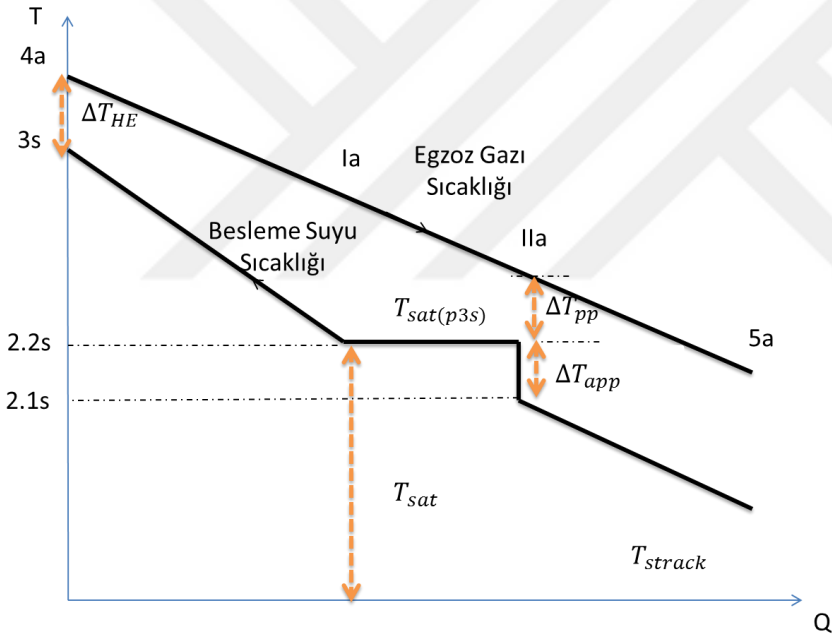 T
4a
ΔT_HE
3s
Ia
Egzoz Gazı
Sıcaklığı
IIa
Besleme Suyu
Sıcaklığı
T_sat(p3s)
ΔT_pp
5a
2.2s
ΔT_app
2.1s
T_sat
T_strack
Q